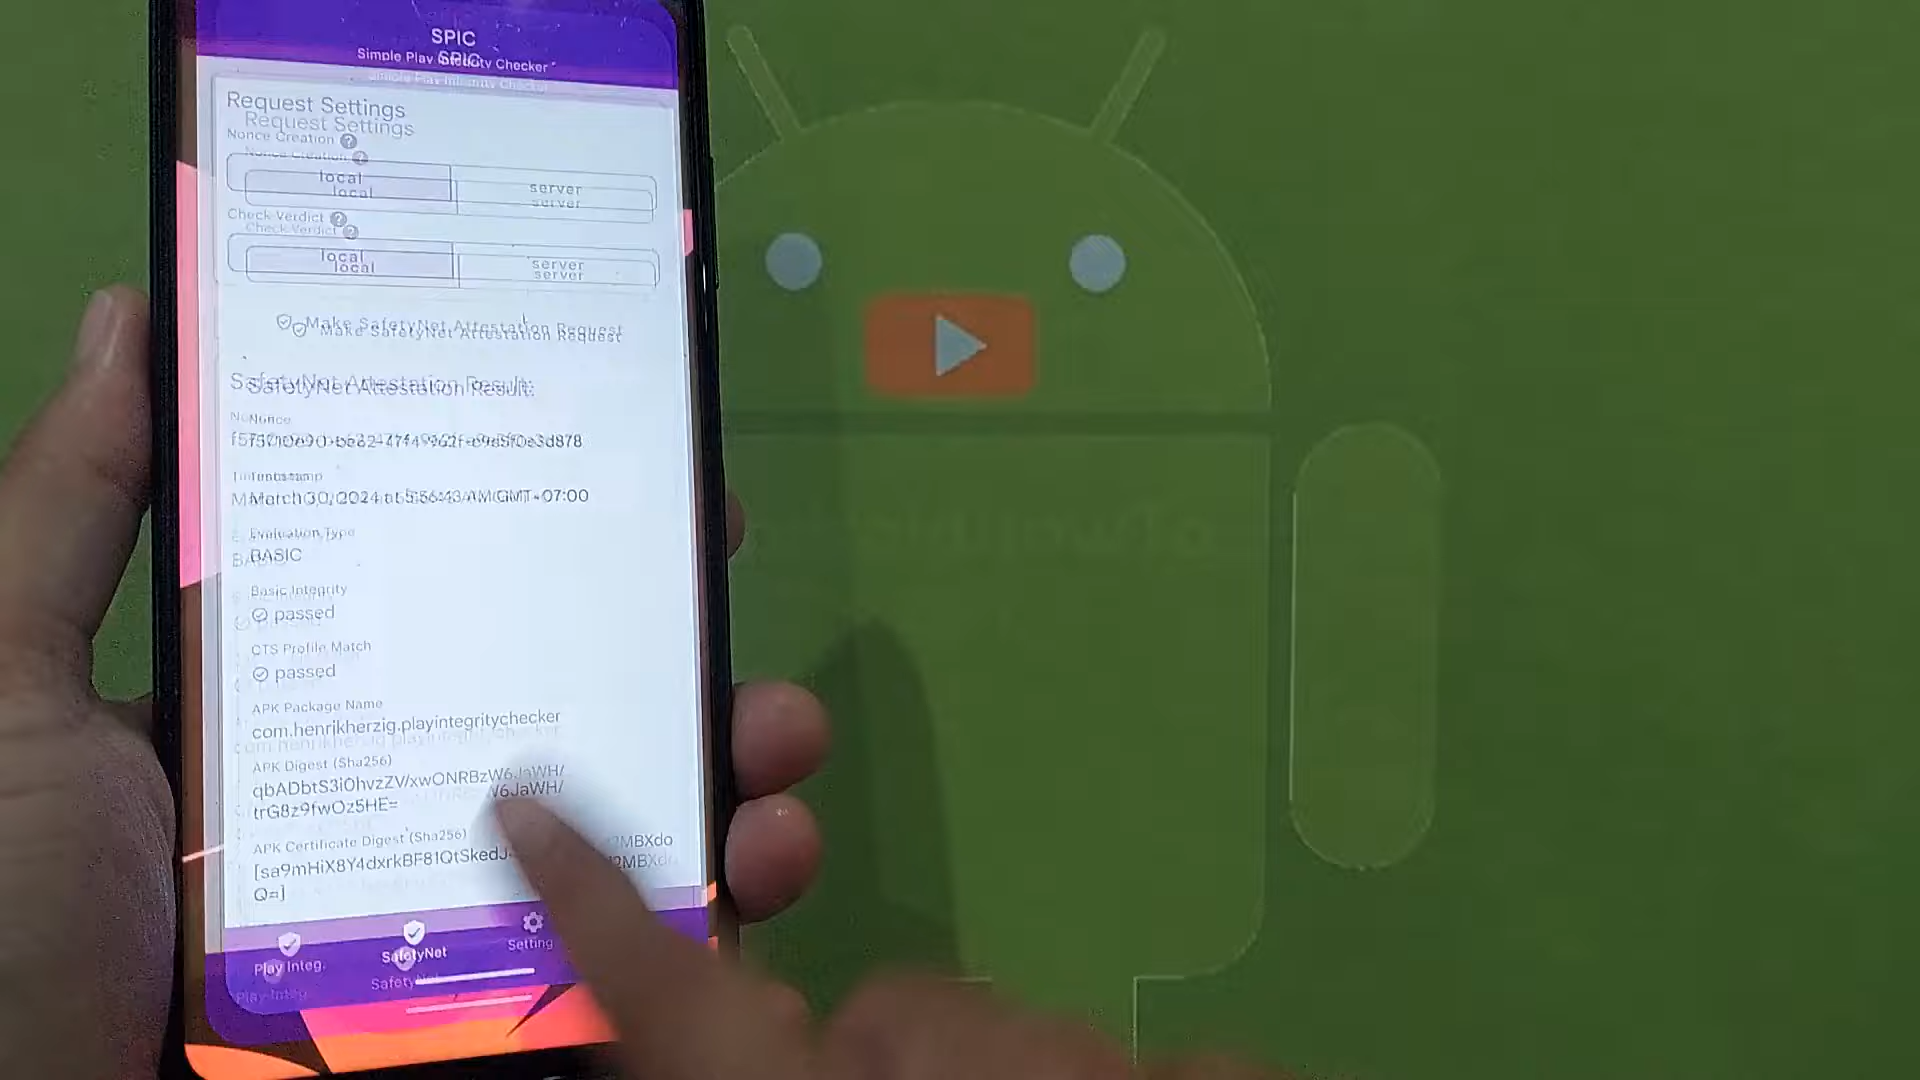 SPIC
Simple Play Integrity Checker
Request Settings
Nonce Creation ?
local
server
Check Verdict ?
local
server
Make SafetyNet Attestation Request
SafetyNet Attestation Result:
Nonce
Timestamp
March 30, 2024 at 5:56:43 AM GMT-07:00
Evaluation Type
BASIC
Basic Integrity
passed
CTS Profile Match
passed
APK Package Name
com.henrikherzig.playintegritychecker
APK Digest (Sha256)
qbADbtS3i0hvzZV/xwONRBzW6JaWH/
trG8z9fwOz5HE=
APK Certificate Digest (Sha256)
[sa9mHiX8Y4dxrkBF81QtSkedJ
2MBXdo
Q=]
Play Integ.
SafetyNet
Setting